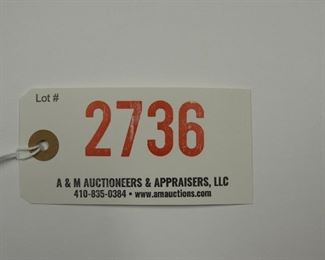 Lot #
2736
A & M AUCTIONEERS & APPRAISERS, LLC
410-835-0384 • www.amauctions.com